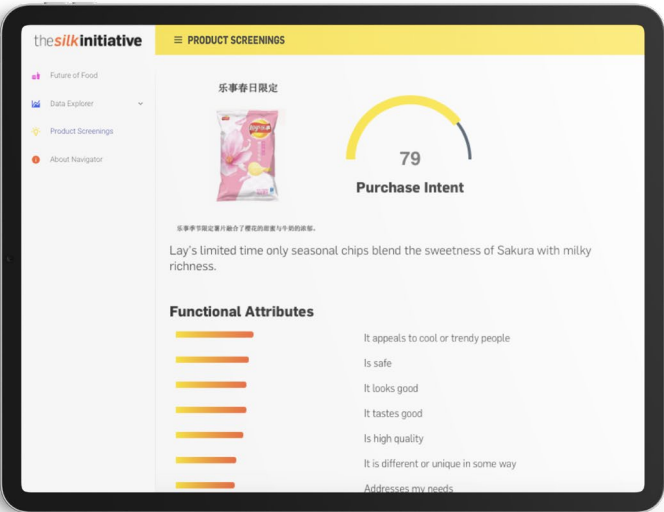 thesilkinitiative
≡ PRODUCT SCREENINGS
Future of Food
Data Explorer
Product Screenings
About Navigator
乐事春日限定
79
Purchase Intent
乐事季节限定薯片融合了樱花的甜蜜与牛奶的浓郁。
Lay's limited time only seasonal chips blend the sweetness of Sakura with milky
richness.
Functional Attributes
It appeals to cool or trendy people
Is safe
It looks good
It tastes good
Is high quality
It is different or unique in some way
Addresses my needs